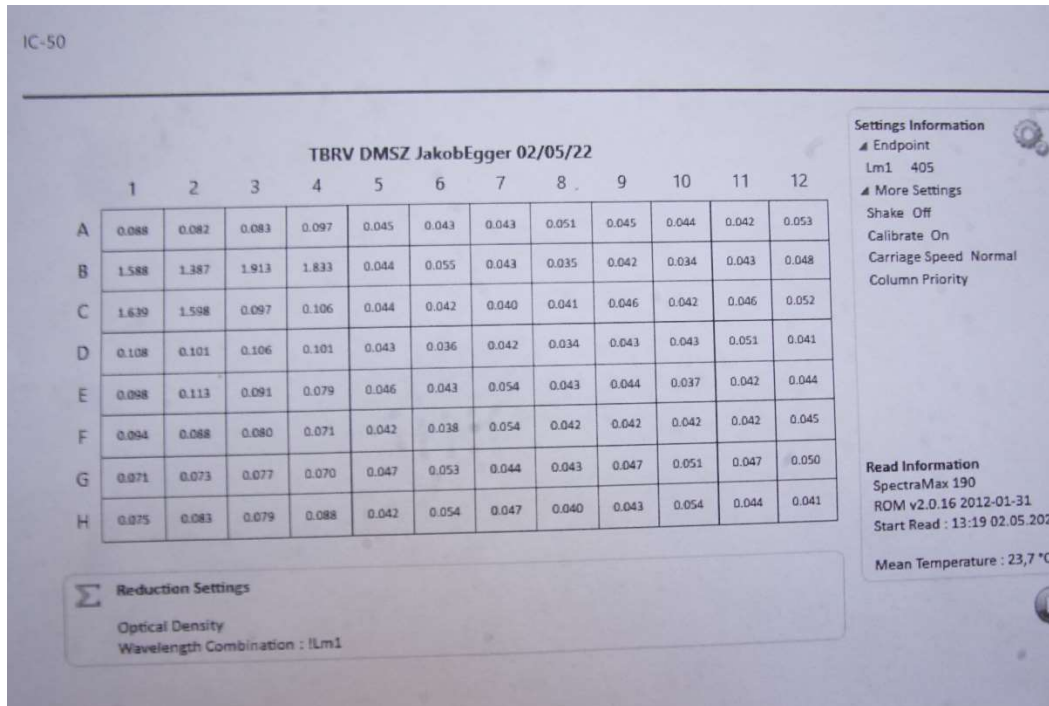 IC-50
TBRV DMSZ JakobEgger 02/05/22
1 2 3 4 5 6 7 8 9 10 11 12
A 0.088 0.082 0.083 0.097 0.045 0.043 0.043 0.051 0.045 0.044 0.042 0.053
B 1.588 1.387 1.913 1.833 0.044 0.055 0.043 0.035 0.042 0.034 0.043 0.048
C 1.639 1.598 0.097 0.106 0.044 0.042 0.040 0.041 0.046 0.042 0.046 0.052
D 0.108 0.101 0.106 0.101 0.043 0.036 0.042 0.034 0.043 0.043 0.051 0.041
E 0.098 0.113 0.091 0.079 0.046 0.043 0.054 0.043 0.044 0.037 0.042 0.044
F 0.094 0.088 0.080 0.071 0.042 0.038 0.054 0.042 0.042 0.042 0.042 0.045
G 0.071 0.073 0.077 0.070 0.047 0.053 0.044 0.043 0.047 0.051 0.047 0.050
H 0.075 0.083 0.079 0.088 0.042 0.054 0.047 0.040 0.043 0.054 0.044 0.041
Settings Information
Endpoint
Lm1 405
More Settings
Shake Off
Calibrate On
Carriage Speed Normal
Column Priority
Read Information
SpectraMax 190
ROM v2.0.16 2012-01-31
Start Read : 13:19 02.05.202
Mean Temperature : 23,7 °C
Reduction Settings
Optical Density
Wavelength Combination : !Lm1